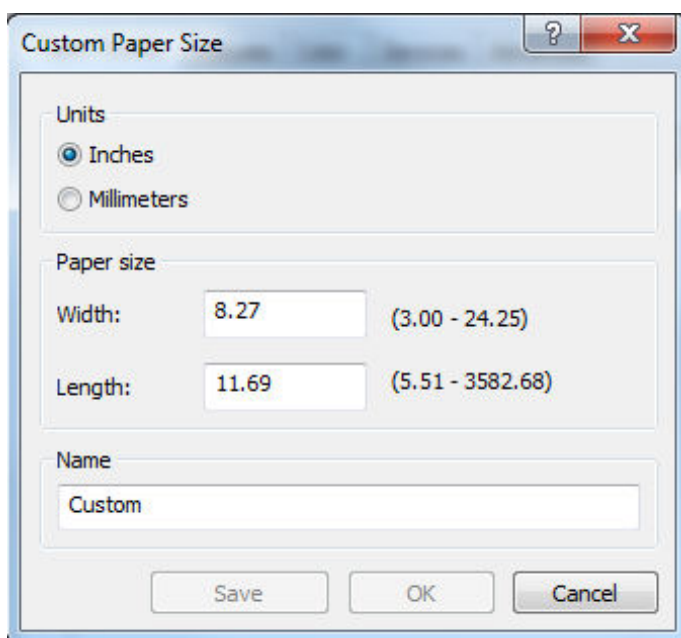 Custom Paper Size
Units
Inches
Millimeters
Paper size
Width: 8.27 (3.00 - 24.25)
Length: 11.69 (5.51 - 3582.68)
Name
Custom
Save OK Cancel